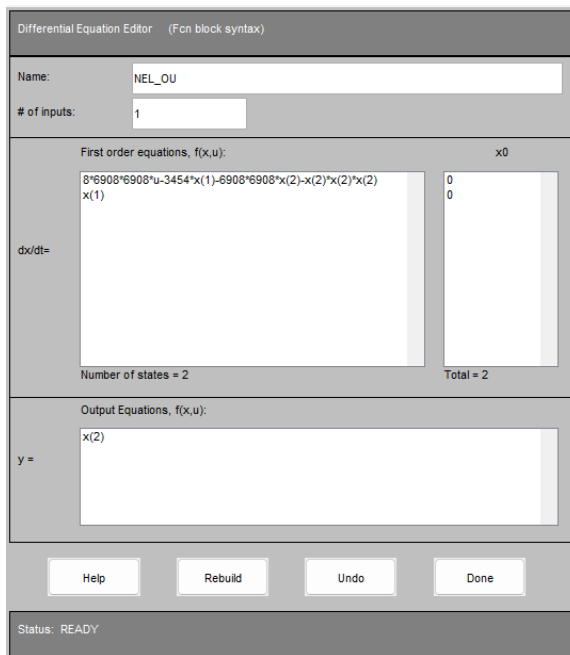 Differential Equation Editor (Fcn block syntax)
Name: NEL_OU
# of inputs: 1
First order equations, f(x,u): x0
8*6908*6908*u-3454*x(1)-6908*6908*x(2)-x(2)*x(2)*x(2) 0
x(1) 0
dx/dt=
Number of states = 2 Total = 2
Output Equations, f(x,u):
x(2)
y =
Help Rebuild Undo Done
Status: READY